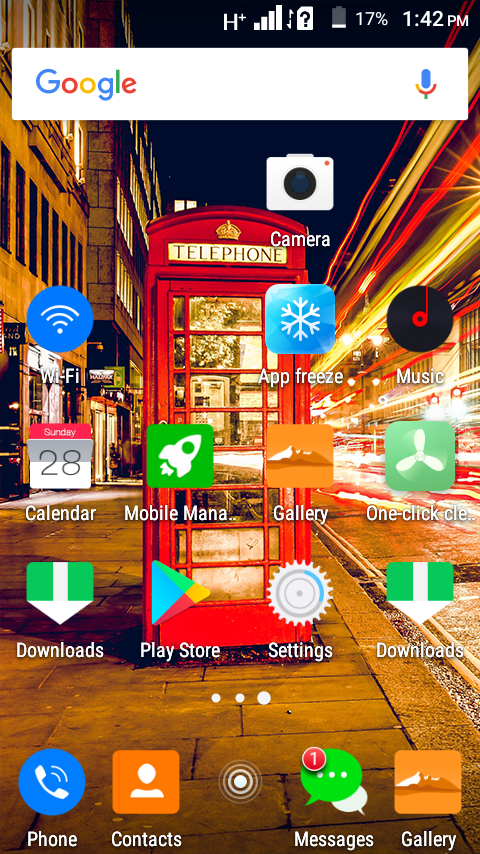 H+ 17% 1:42 PM
Google
TELEPHONE
Camera
Wi-Fi App freeze Music
Sunday
28
Calendar Mobile Mana.. Gallery One-click cle..
Downloads Play Store Settings Downloads
1
Phone Contacts Messages Gallery